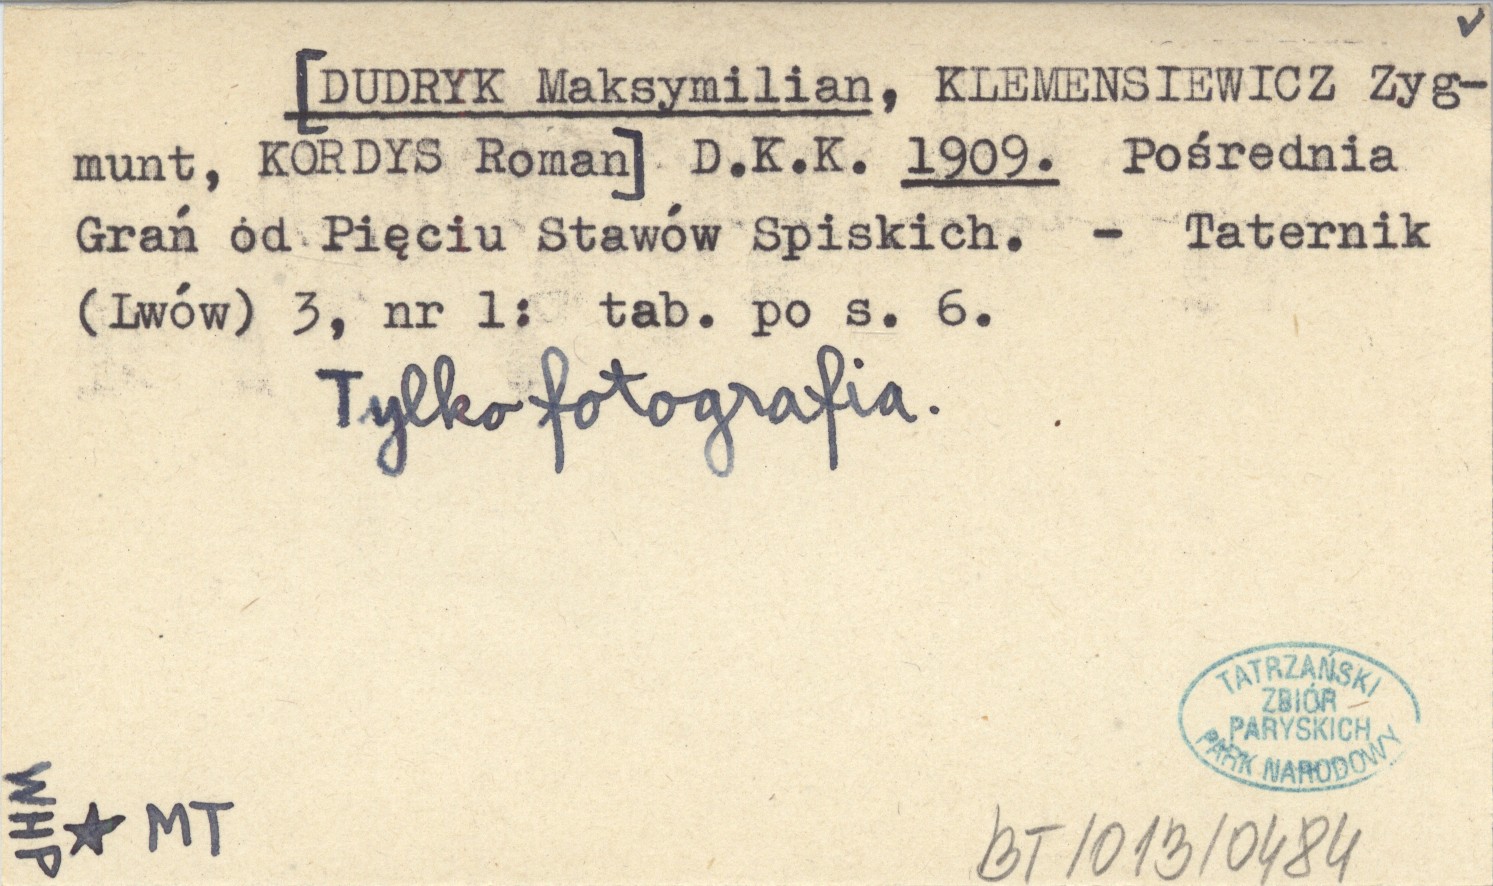 [DUDRYK Maksymilian, KLEMENSIEWICZ Zyg-
munt, KORDYS Roman] D.K.K. 1909. Pośrednia
Grań od Pięciu Stawów Spiskich. - Taternik
(Lwów) 3, nr 1: tab. po s. 6.
Tylko fotografia.
TATRZAŃSKI
ZBIÓR
PARYSKICH
PARK NARODOWY
WHP
MT
BT/013/0484